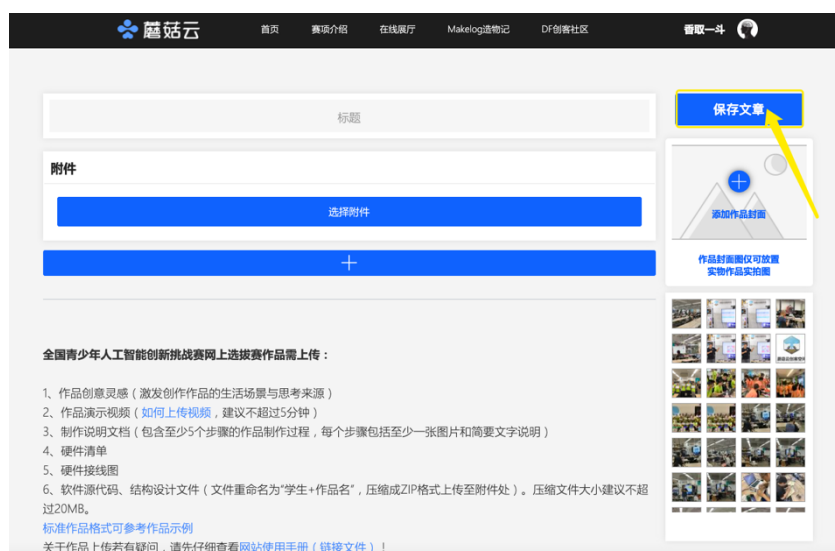 蘑菇云 首页 赛项介绍 在线展厅 Makelog造物记 DF创客社区 香取一斗
标题
保存文章
附件
选择附件
添加作品封面
作品封面图仅可放置
实物作品实拍图
全国青少年人工智能创新挑战赛网上选拔赛作品需上传：
1、作品创意灵感（激发创作作品的生活场景与思考来源）
2、作品演示视频（如何上传视频，建议不超过5分钟）
3、制作说明文档（包含至少5个步骤的作品制作过程，每个步骤包括至少一张图片和简要文字说明）
4、硬件清单
5、硬件接线图
6、软件源代码、结构设计文件（文件重命名为“学生+作品名”，压缩成ZIP格式上传至附件处）。压缩文件大小建议不超
过20MB。
标准作品格式可参考作品示例
关于作品上传若有疑问，请先仔细查看网站使用手册（链接文件）！